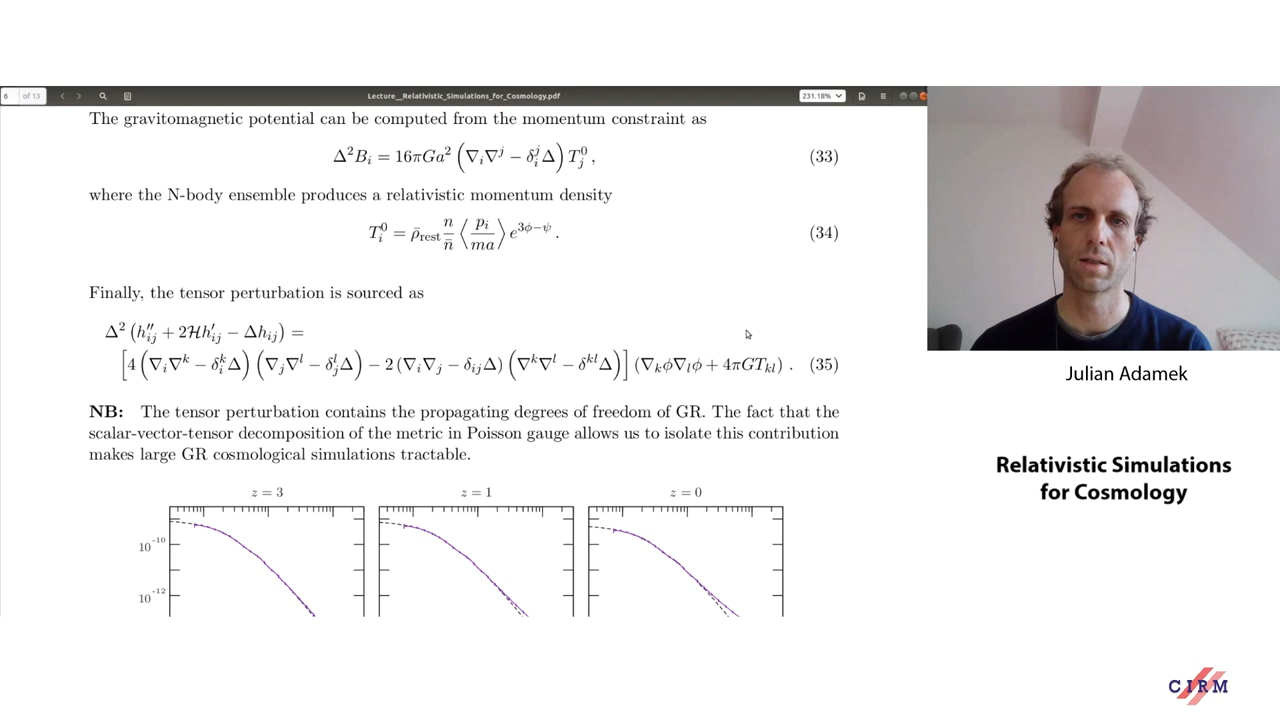 6 of 13
Lecture__Relativistic_Simulations_for_Cosmology.pdf
231.18%
The gravitomagnetic potential can be computed from the momentum constraint as
Δ²B_i = 16πGa² (∇_i∇^j − δ_i^j Δ) T_j^0 , (33)
where the N-body ensemble produces a relativistic momentum density
T_i^0 = ρ̄_rest n/n̄ ⟨p_i/ma⟩ e^{3φ−ψ} . (34)
Finally, the tensor perturbation is sourced as
Δ² (h″_ij + 2ℋh′_ij − Δh_ij) =
[4 (∇_i∇^k − δ_i^k Δ) (∇_j∇^l − δ_j^l Δ) − 2 (∇_i∇_j − δ_ij Δ) (∇^k∇^l − δ^kl Δ)] (∇_kφ∇_lφ + 4πGT_kl) . (35)
NB: The tensor perturbation contains the propagating degrees of freedom of GR. The fact that the
scalar-vector-tensor decomposition of the metric in Poisson gauge allows us to isolate this contribution
makes large GR cosmological simulations tractable.
z = 3 z = 1 z = 0
10⁻¹⁰
10⁻¹²
Julian Adamek
Relativistic Simulations
for Cosmology
CIRM